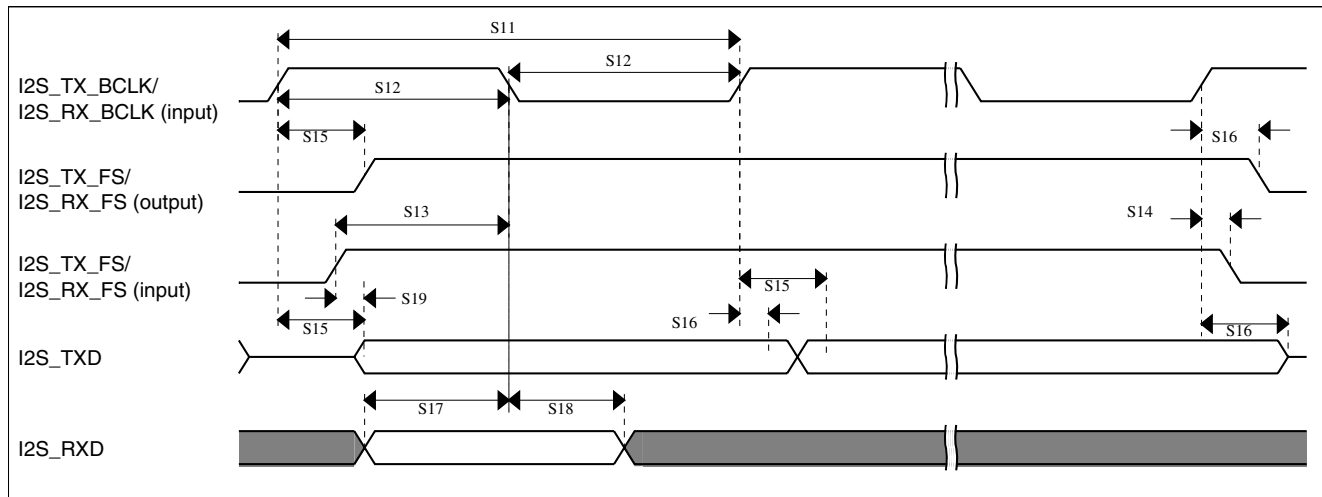 S11
I2S_TX_BCLK/
I2S_RX_BCLK (input)
S12
S12
S15
S16
I2S_TX_FS/
I2S_RX_FS (output)
S13
S14
I2S_TX_FS/
I2S_RX_FS (input)
S19
S15
S15
S16
S16
I2S_TXD
S17
S18
I2S_RXD